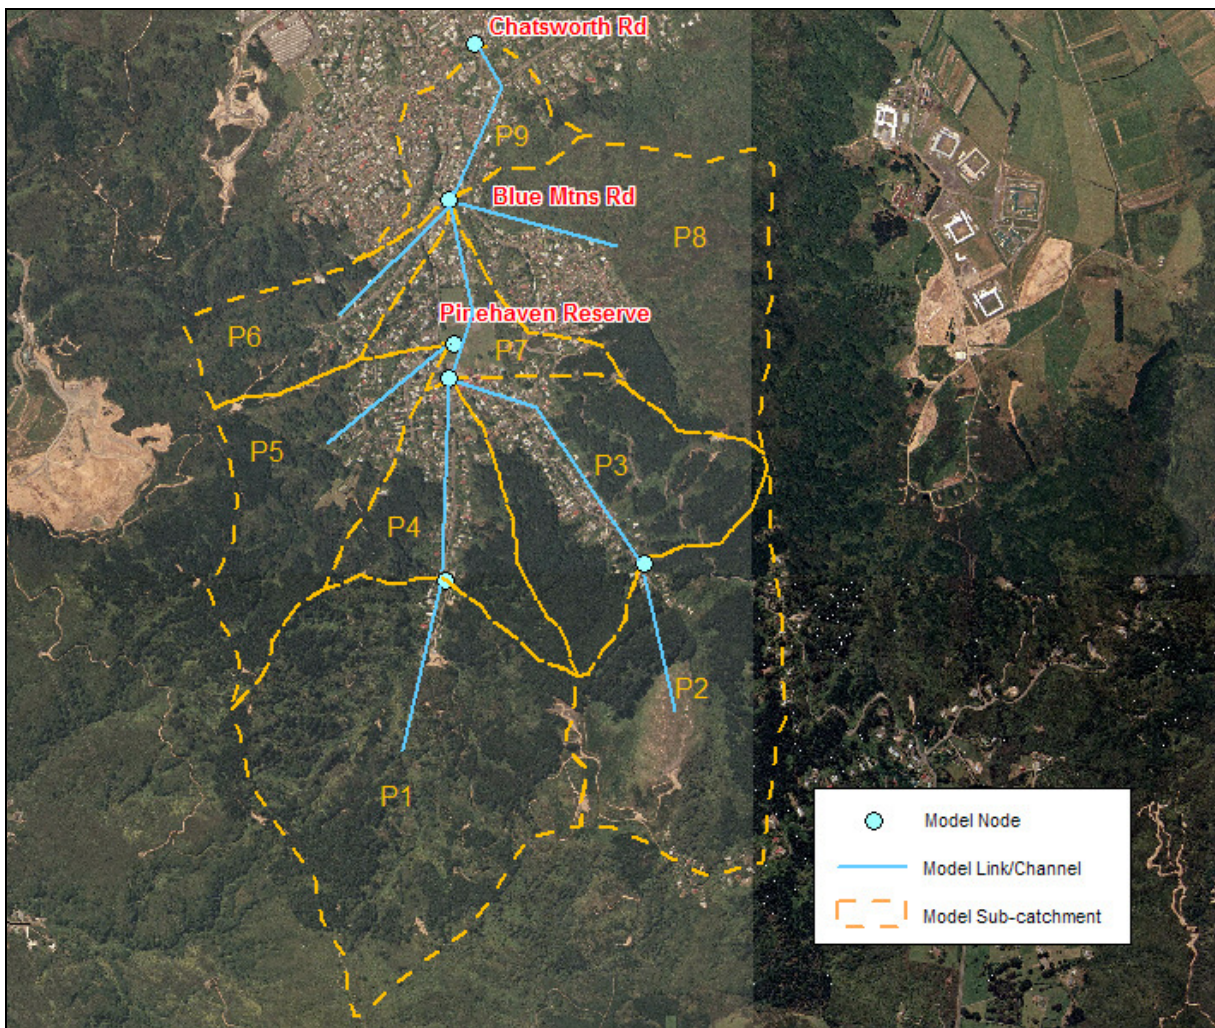 Chatsworth Rd
P9
Blue Mtns Rd
P8
Pinehaven Reserve
P6
P7
P5
P3
P4
P2
P1
Model Node
Model Link/Channel
Model Sub-catchment